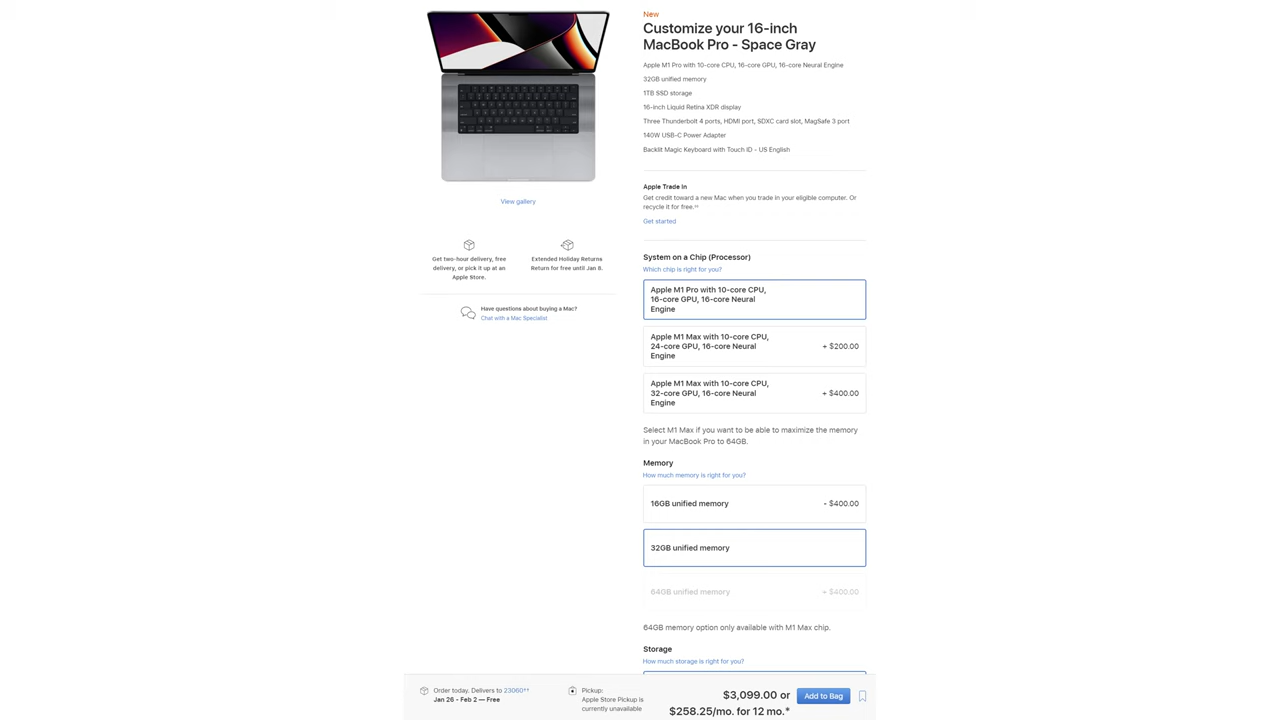 New
Customize your 16-inch
MacBook Pro - Space Gray
Apple M1 Pro with 10-core CPU, 16-core GPU, 16-core Neural Engine
32GB unified memory
1TB SSD storage
16-inch Liquid Retina XDR display
Three Thunderbolt 4 ports, HDMI port, SDXC card slot, MagSafe 3 port
140W USB-C Power Adapter
Backlit Magic Keyboard with Touch ID - US English
View gallery
Get two-hour delivery, free
delivery, or pick it up at an
Apple Store.
Extended Holiday Returns
Return for free until Jan 8.
Have questions about buying a Mac?
Chat with a Mac Specialist
Apple Trade In
Get credit toward a new Mac when you trade in your eligible computer. Or
recycle it for free.
Get started
System on a Chip (Processor)
Which chip is right for you?
Apple M1 Pro with 10-core CPU,
16-core GPU, 16-core Neural
Engine
Apple M1 Max with 10-core CPU,
24-core GPU, 16-core Neural
Engine
+ $200.00
Apple M1 Max with 10-core CPU,
32-core GPU, 16-core Neural
Engine
+ $400.00
Select M1 Max if you want to be able to maximize the memory
in your MacBook Pro to 64GB.
Memory
How much memory is right for you?
16GB unified memory - $400.00
32GB unified memory
64GB unified memory + $400.00
64GB memory option only available with M1 Max chip.
Storage
How much storage is right for you?
Order today. Delivers to 23060‡‡
Jan 26 - Feb 2 — Free
Pickup:
Apple Store Pickup is
currently unavailable
$3,099.00 or
$258.25/mo. for 12 mo.*
Add to Bag